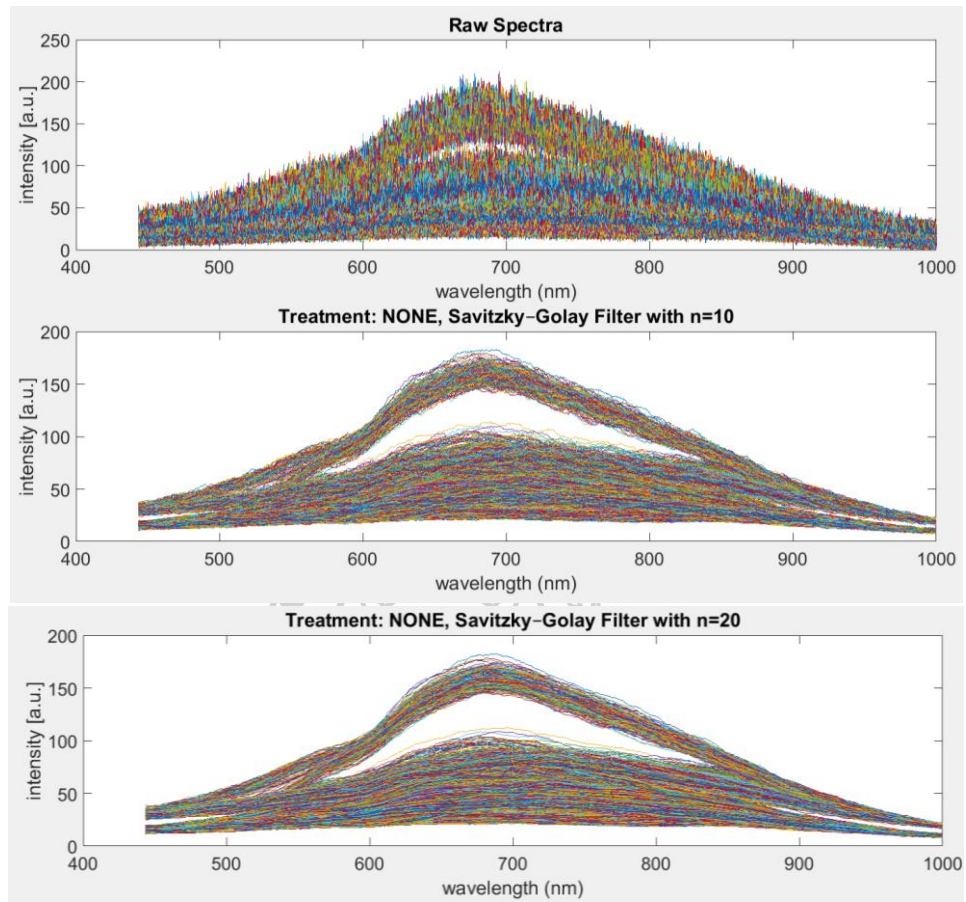 Raw Spectra
250
200
150
100
50
0
400 500 600 700 800 900 1000
intensity [a.u.]
wavelength (nm)
Treatment: NONE, Savitzky−Golay Filter with n=10
200
150
100
50
0
400 500 600 700 800 900 1000
intensity [a.u.]
wavelength (nm)
Treatment: NONE, Savitzky−Golay Filter with n=20
200
150
100
50
0
400 500 600 700 800 900 1000
intensity [a.u.]
wavelength (nm)